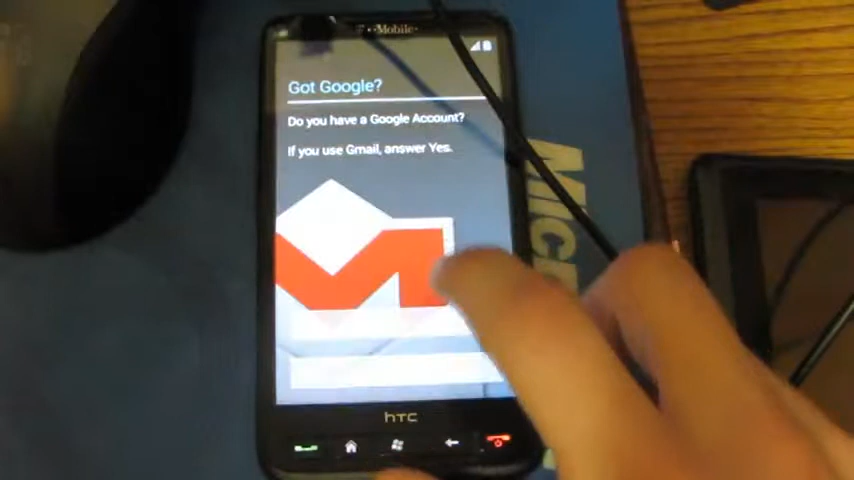 T-Mobile
Got Google?
Do you have a Google Account?
If you use Gmail, answer Yes.
hTC